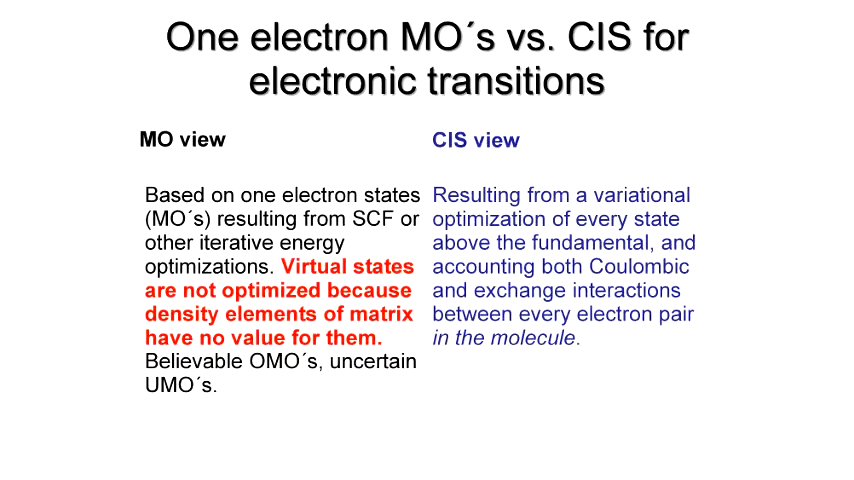 One electron MO´s vs. CIS for
electronic transitions
MO view
Based on one electron states
(MO´s) resulting from SCF or
other iterative energy
optimizations. Virtual states
are not optimized because
density elements of matrix
have no value for them.
Believable OMO´s, uncertain
UMO´s.
CIS view
Resulting from a variational
optimization of every state
above the fundamental, and
accounting both Coulombic
and exchange interactions
between every electron pair
in the molecule.